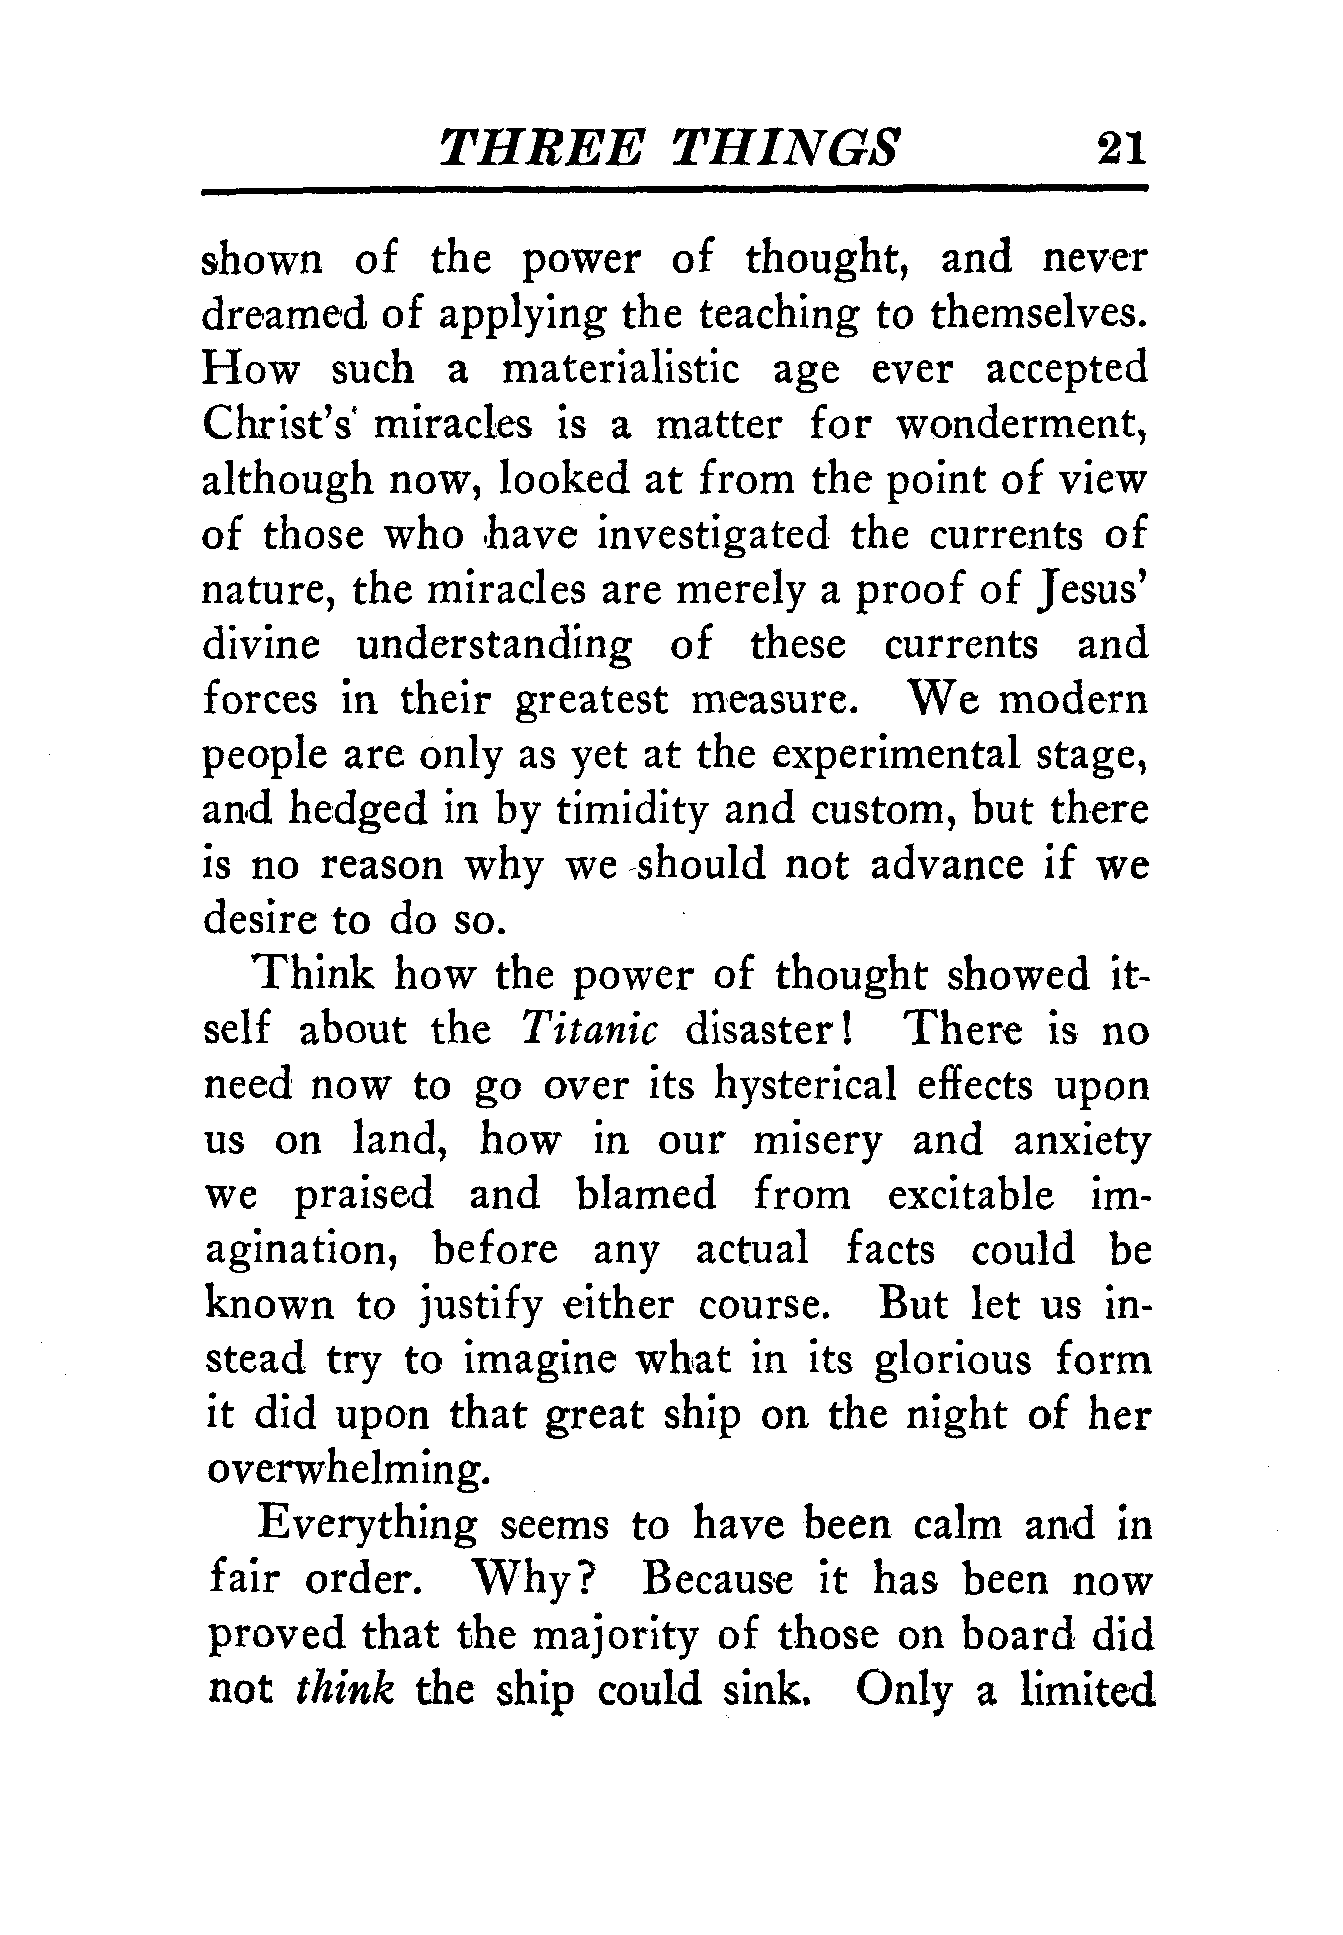 THREE THINGS 21
shown of the power of thought, and never
dreamed of applying the teaching to themselves.
How such a materialistic age ever accepted
Christ's miracles is a matter for wonderment,
although now, looked at from the point of view
of those who have investigated the currents of
nature, the miracles are merely a proof of Jesus'
divine understanding of these currents and
forces in their greatest measure. We modern
people are only as yet at the experimental stage,
and hedged in by timidity and custom, but there
is no reason why we should not advance if we
desire to do so.
Think how the power of thought showed it-
self about the Titanic disaster! There is no
need now to go over its hysterical effects upon
us on land, how in our misery and anxiety
we praised and blamed from excitable im-
agination, before any actual facts could be
known to justify either course. But let us in-
stead try to imagine what in its glorious form
it did upon that great ship on the night of her
overwhelming.
Everything seems to have been calm and in
fair order. Why? Because it has been now
proved that the majority of those on board did
not think the ship could sink. Only a limited